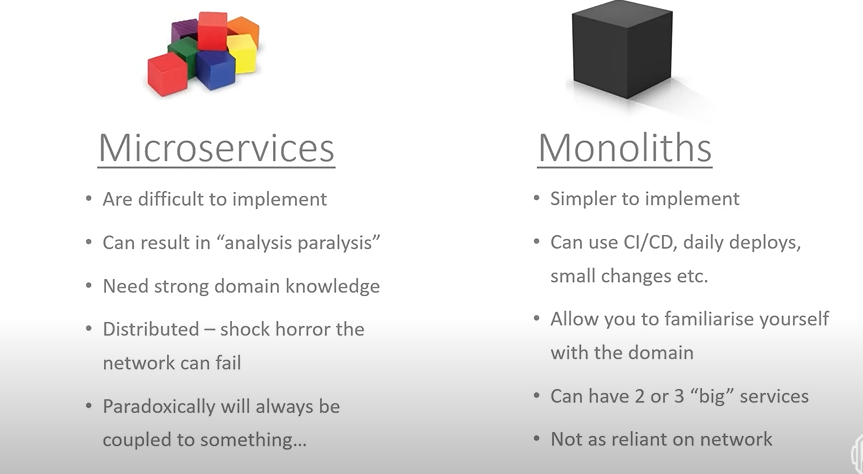 Microservices
• Are difficult to implement
• Can result in “analysis paralysis”
• Need strong domain knowledge
• Distributed – shock horror the
network can fail
• Paradoxically will always be
coupled to something...
Monoliths
• Simpler to implement
• Can use CI/CD, daily deploys,
small changes etc.
• Allow you to familiarise yourself
with the domain
• Can have 2 or 3 “big” services
• Not as reliant on network